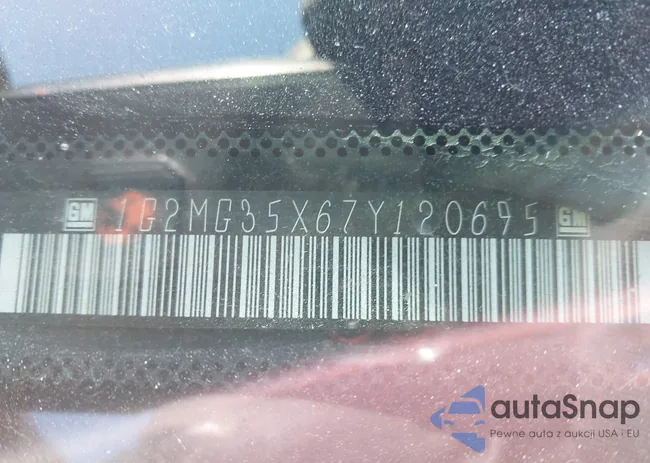 GM 1G2MG35X67Y120695 GM
autaSnap
Pewne auta z aukcji USA i EU